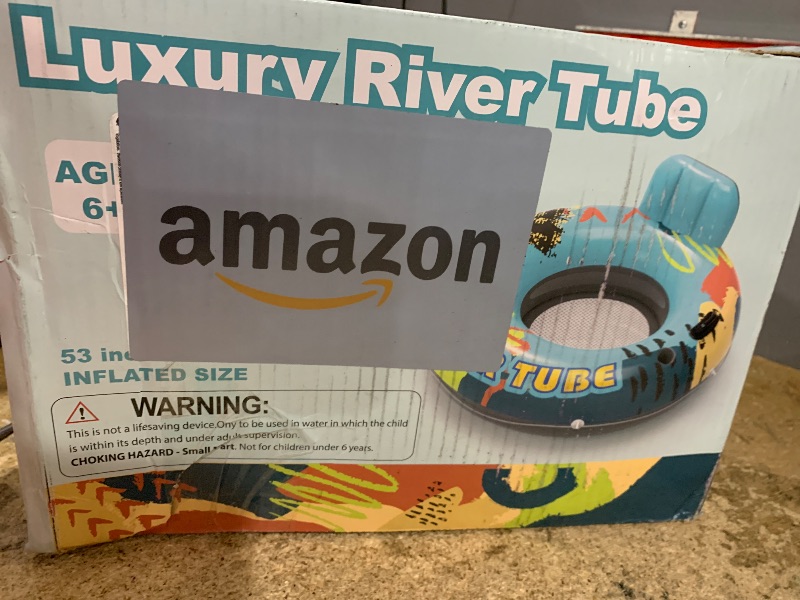 Luxury River Tube
AG
6+
amazon
53 in
INFLATED SIZE
TUBE
WARNING:
This is not a lifesaving device.Ony to be used in water in which the child
is within its depth and under adult supervision.
CHOKING HAZARD - Small part. Not for children under 6 years.